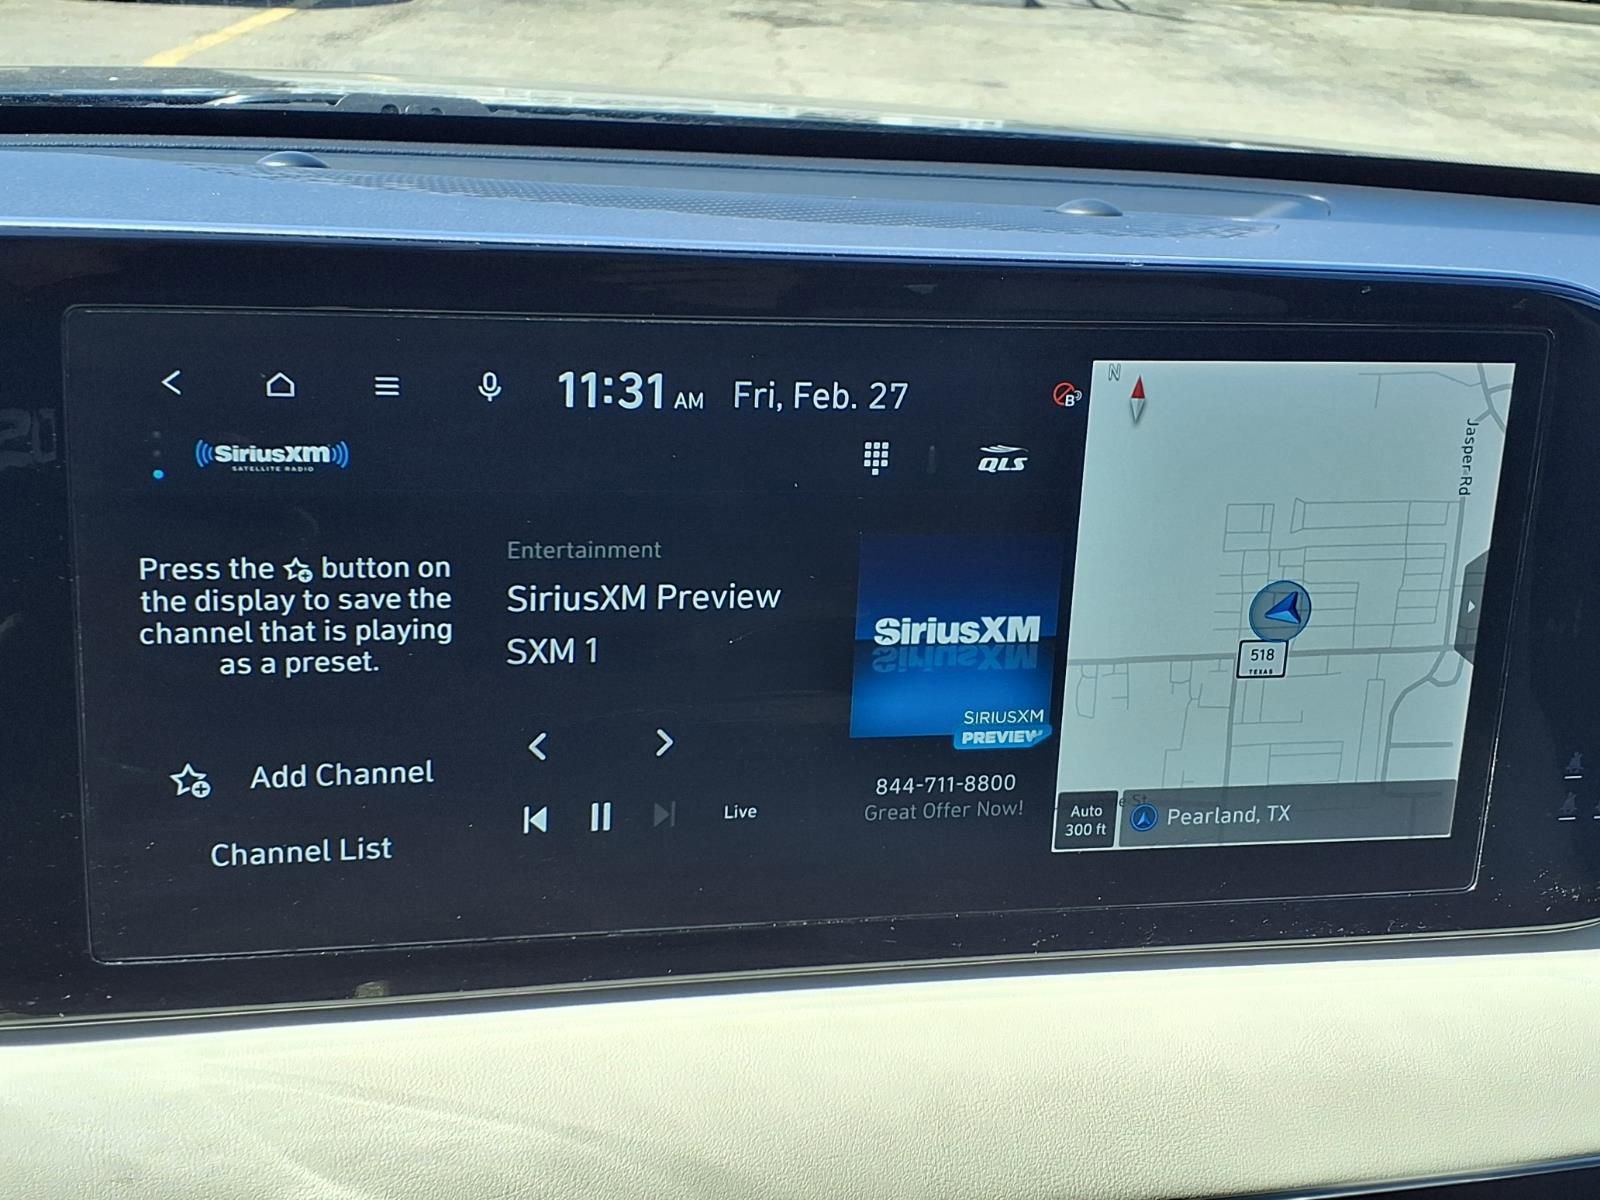 11:31 AM Fri, Feb. 27
B
SiriusXM
SATELLITE RADIO
QLS
Press the button on
the display to save the
channel that is playing
as a preset.
Add Channel
Channel List
Entertainment
SiriusXM Preview
SXM 1
Live
SiriusXM
SIRIUSXM
PREVIEW
844-711-8800
Great Offer Now!
N
Jasper Rd
518
TEXAS
St
Auto
300 ft
Pearland, TX